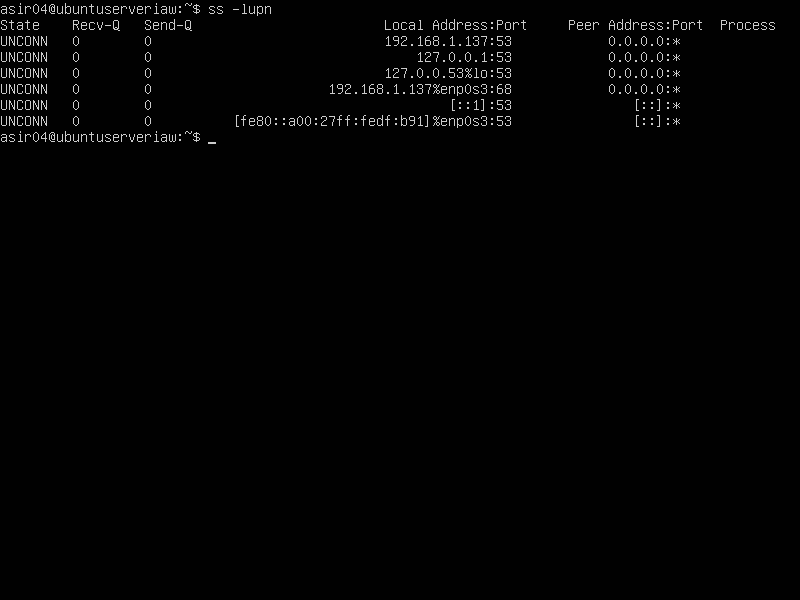 asir04@ubuntuserveriaw:~$ ss -lupn
State Recv-Q Send-Q Local Address:Port Peer Address:Port Process
UNCONN 0 0 192.168.1.137:53 0.0.0.0:*
UNCONN 0 0 127.0.0.1:53 0.0.0.0:*
UNCONN 0 0 127.0.0.53%lo:53 0.0.0.0:*
UNCONN 0 0 192.168.1.137%enp0s3:68 0.0.0.0:*
UNCONN 0 0 [::1]:53 [::]:*
UNCONN 0 0 [fe80::a00:27ff:fedf:b91]%enp0s3:53 [::]:*
asir04@ubuntuserveriaw:~$ _